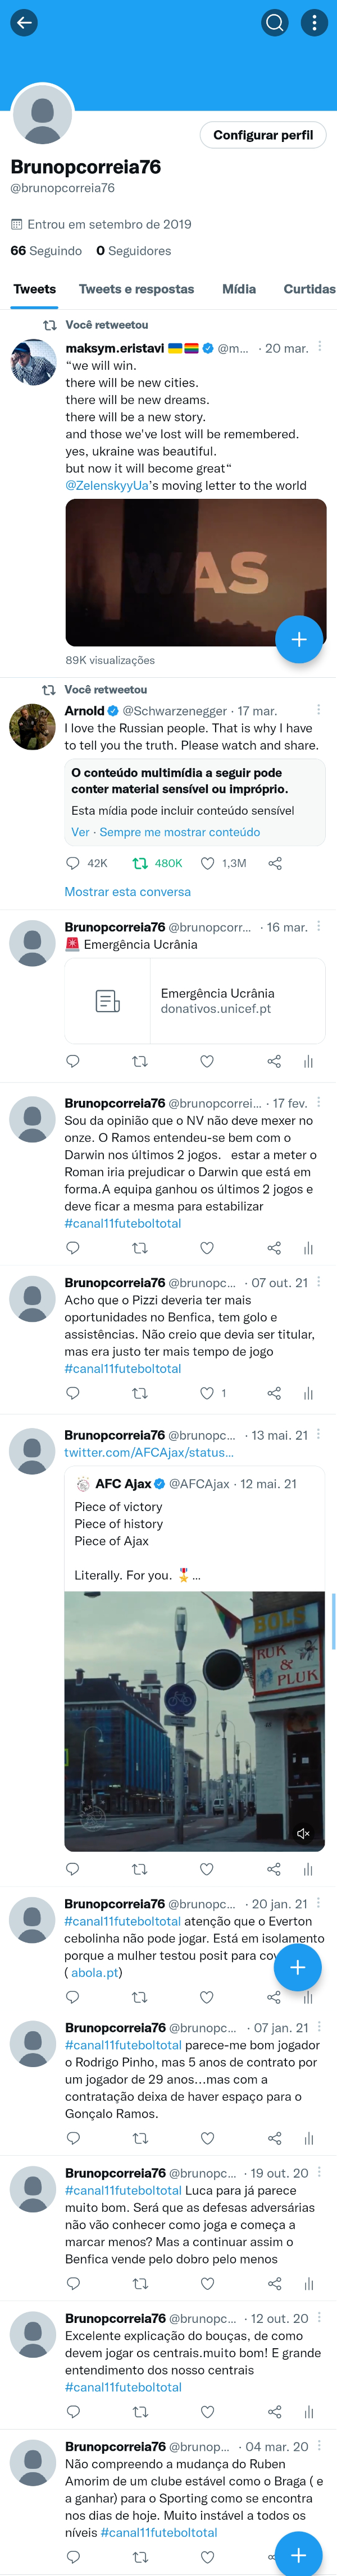 Configurar perfil
Brunopcorreia76
@brunopcorreia76
Entrou em setembro de 2019
66 Seguindo 0 Seguidores
Tweets Tweets e respostas Mídia Curtidas
Você retweetou
maksym.eristavi 🇺🇦🏳️‍🌈 @m... · 20 mar.
“we will win.
there will be new cities.
there will be new dreams.
there will be a new story.
and those we've lost will be remembered.
yes, ukraine was beautiful.
but now it will become great“
@ZelenskyyUa's moving letter to the world
WAS
89K visualizações
Você retweetou
Arnold @Schwarzenegger · 17 mar.
I love the Russian people. That is why I have
to tell you the truth. Please watch and share.
O conteúdo multimídia a seguir pode
conter material sensível ou impróprio.
Esta mídia pode incluir conteúdo sensível
Ver · Sempre me mostrar conteúdo
42K 480K 1,3M
Mostrar esta conversa
Brunopcorreia76 @brunopcorr... · 16 mar.
🚨 Emergência Ucrânia
Emergência Ucrânia
donativos.unicef.pt
Brunopcorreia76 @brunopcorrei... · 17 fev.
Sou da opinião que o NV não deve mexer no
onze. O Ramos entendeu-se bem com o
Darwin nos últimos 2 jogos. estar a meter o
Roman iria prejudicar o Darwin que está em
forma.A equipa ganhou os últimos 2 jogos e
deve ficar a mesma para estabilizar
#canal11futeboltotal
Brunopcorreia76 @brunopc... · 07 out. 21
Acho que o Pizzi deveria ter mais
oportunidades no Benfica, tem golo e
assistências. Não creio que devia ser titular,
mas era justo ter mais tempo de jogo
#canal11futeboltotal
1
Brunopcorreia76 @brunopc... · 13 mai. 21
twitter.com/AFCAjax/status...
AFC Ajax @AFCAjax · 12 mai. 21
Piece of victory
Piece of history
Piece of Ajax
Literally. For you. 🎖️ ...
BOLS
RUK
& PLUK
Brunopcorreia76 @brunopc... · 20 jan. 21
#canal11futeboltotal atenção que o Everton
cebolinha não pode jogar. Está em isolamento
porque a mulher testou posit para cov
( abola.pt)
Brunopcorreia76 @brunopc... · 07 jan. 21
#canal11futeboltotal parece-me bom jogador
o Rodrigo Pinho, mas 5 anos de contrato por
um jogador de 29 anos...mas com a
contratação deixa de haver espaço para o
Gonçalo Ramos.
Brunopcorreia76 @brunopc... · 19 out. 20
#canal11futeboltotal Luca para já parece
muito bom. Será que as defesas adversárias
não vão conhecer como joga e começa a
marcar menos? Mas a continuar assim o
Benfica vende pelo dobro pelo menos
Brunopcorreia76 @brunopc... · 12 out. 20
Excelente explicação do bouças, de como
devem jogar os centrais.muito bom! E grande
entendimento dos nosso centrais
#canal11futeboltotal
Brunopcorreia76 @brunop... · 04 mar. 20
Não compreendo a mudança do Ruben
Amorim de um clube estável como o Braga ( e
a ganhar) para o Sporting como se encontra
nos dias de hoje. Muito instável a todos os
níveis #canal11futeboltotal